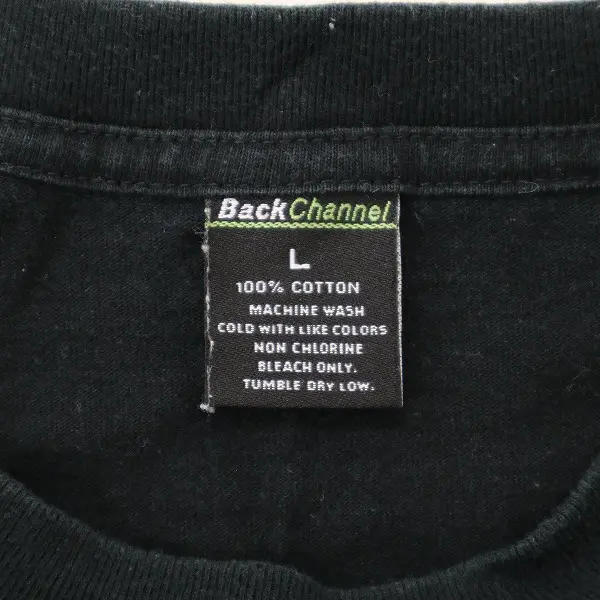 BackChannel
L
100% COTTON
MACHINE WASH
COLD WITH LIKE COLORS
NON CHLORINE
BLEACH ONLY.
TUMBLE DRY LOW.